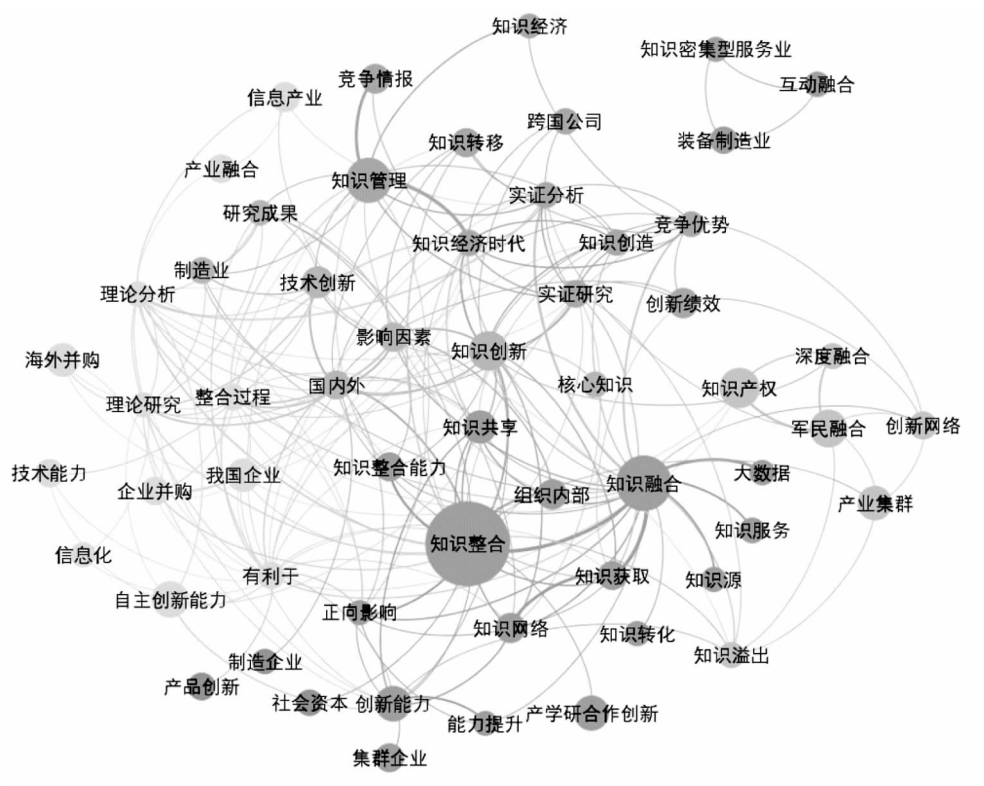 知识经济
知识密集型服务业
竞争情报
互动融合
信息产业
跨国公司
知识转移
装备制造业
产业融合
知识管理
实证分析
研究成果
竞争优势
知识经济时代
知识创造
制造业
技术创新
理论分析
实证研究
创新绩效
影响因素
知识创新
深度融合
海外并购
国内外
核心知识
知识产权
整合过程
理论研究
知识共享
军民融合
创新网络
知识整合能力
技术能力
我国企业
大数据
知识融合
企业并购
组织内部
产业集群
知识服务
知识整合
信息化
有利于
知识获取
知识源
自主创新能力
正向影响
知识网络
知识转化
知识溢出
制造企业
产品创新
社会资本
创新能力
产学研合作创新
能力提升
集群企业